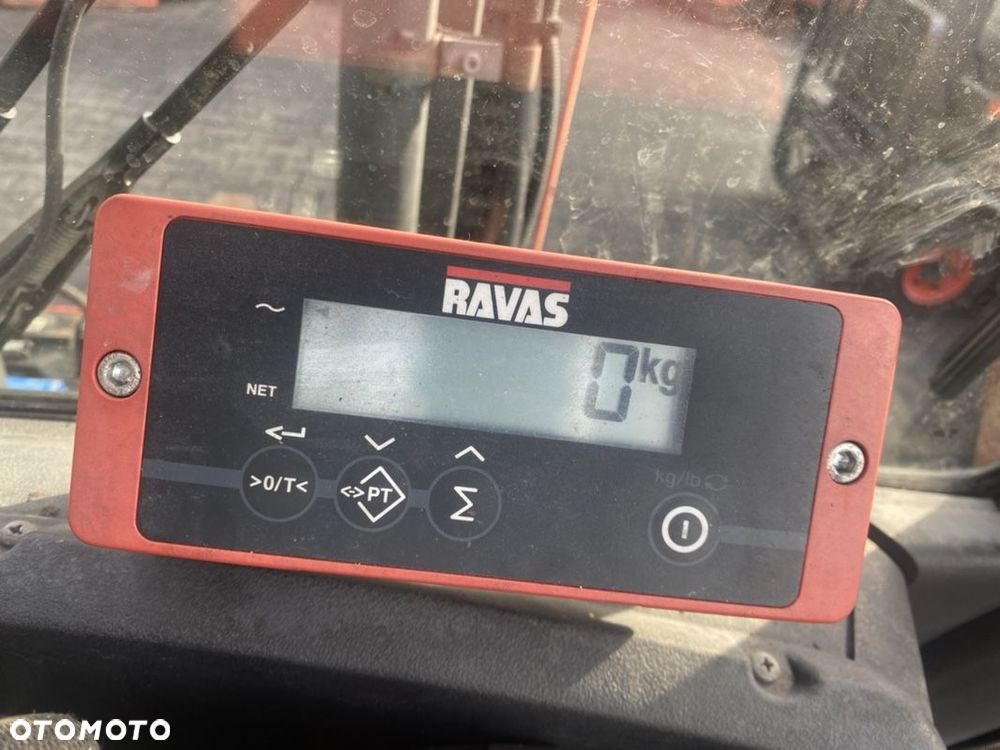 RAVAS
~
0kg
NET
>0/T<
<->PT
Σ
kg/lb
OTOMOTO